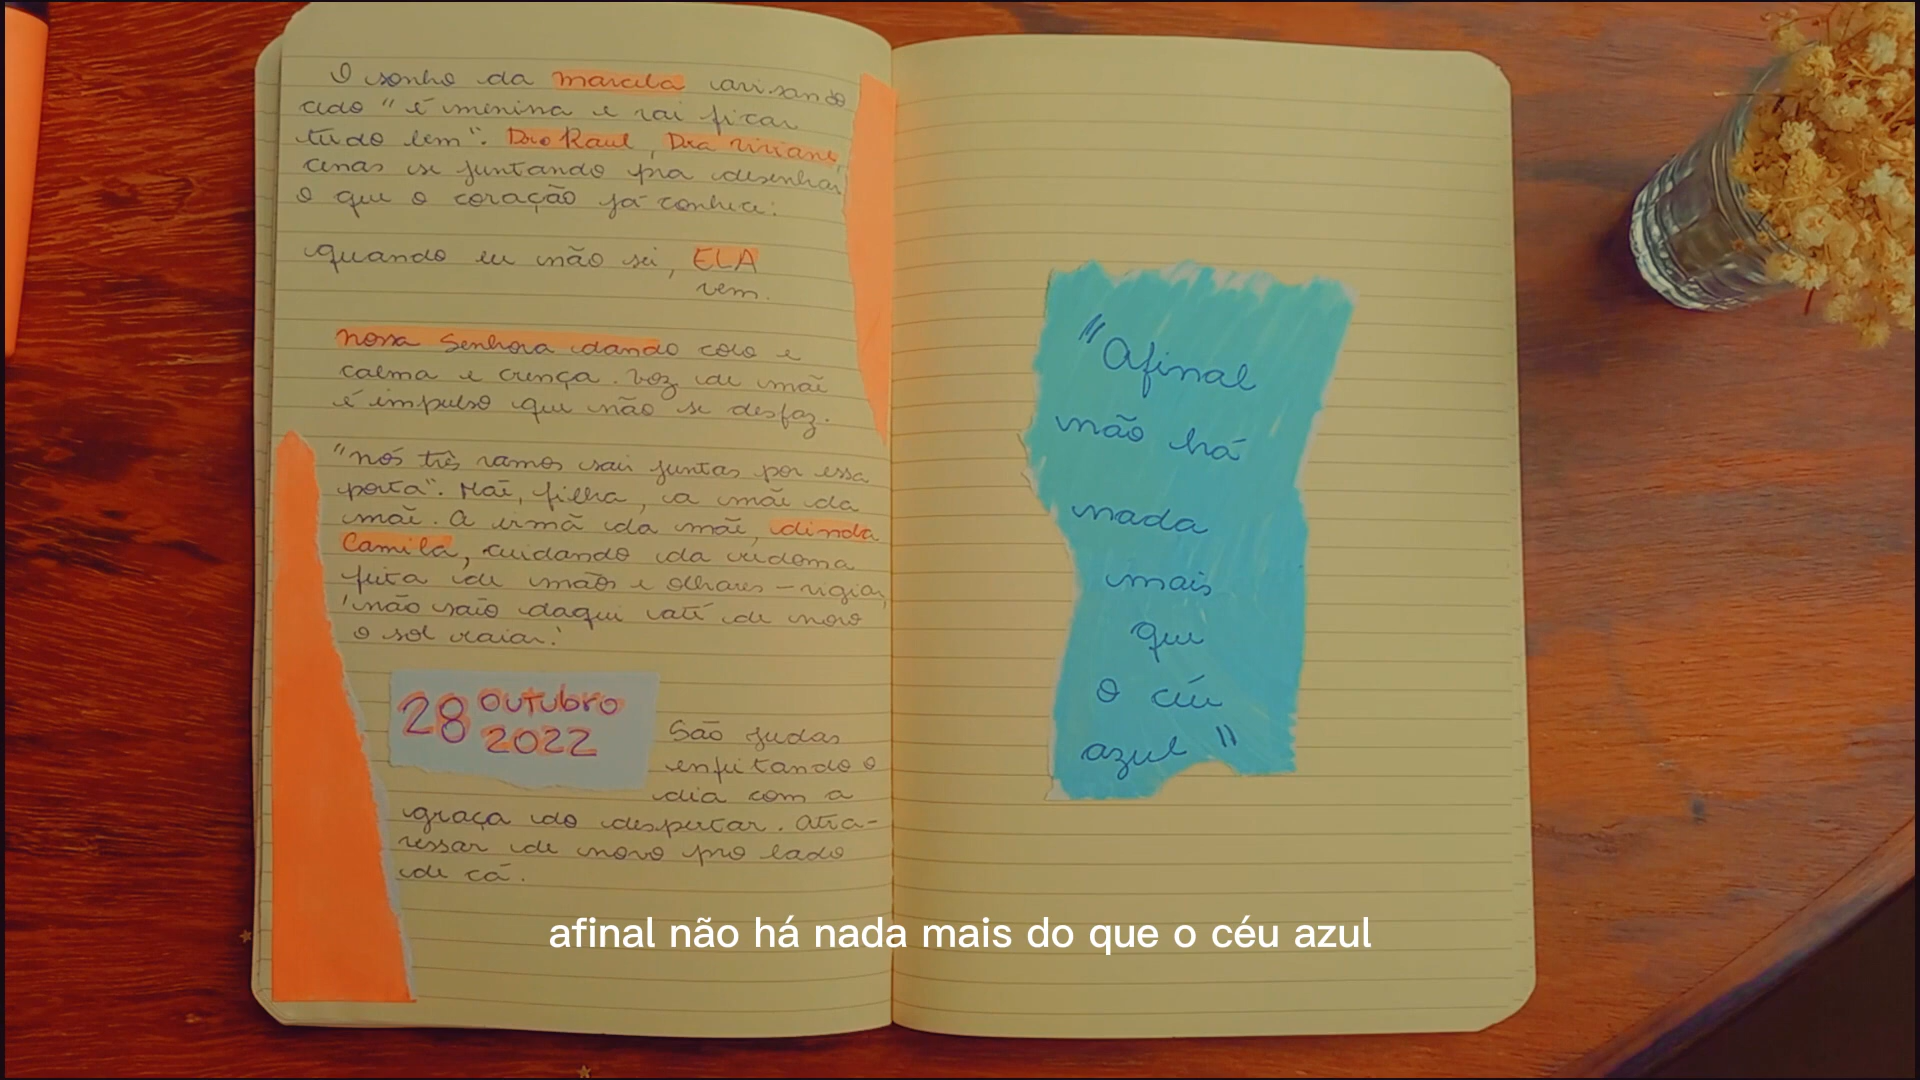 O sonho da marcela avisando
cedo "é menina e vai ficar
tudo bem". Dro Raul, Dra Viviane,
cenas se juntando pra desenhar
o que o coração já conhece:
quando eu não sei, ELA
vem.
nossa Senhora dando colo e
calma e crença. Voz de mãe
é impulso que não se desfaz.
"nós três vamos sair juntas por essa
porta". Mãe, filha, a mãe da
mãe. A irmã da mãe, dinda
Camila, cuidando da redoma
feita de mãos e olhares - vigiar,
'não saio daqui até de novo
o sol raiar.'
28 outubro
2022
São judas
enfeitando o
dia com a
graça do despertar. Atra-
vessar de novo pro lado
de cá.
"Afinal
não há
nada
mais
que
o céu
azul"
afinal não há nada mais do que o céu azul